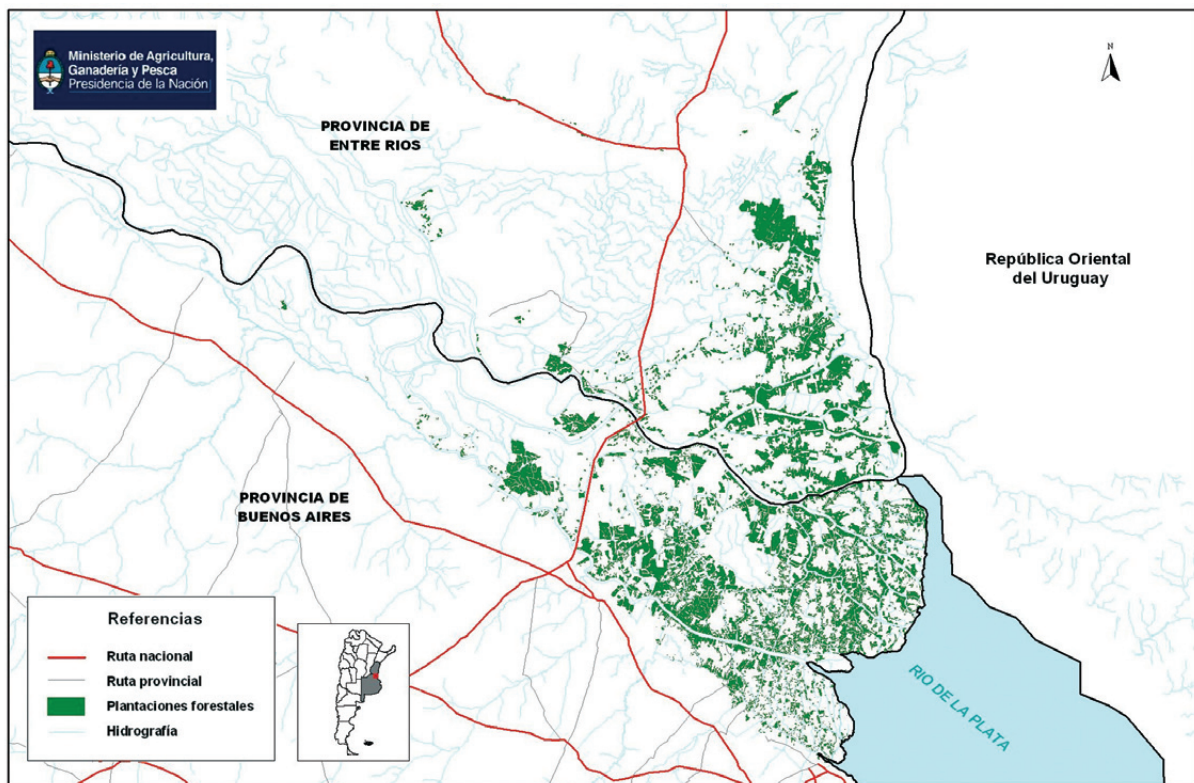 Ministerio de Agricultura,
Ganadería y Pesca
Presidencia de la Nación
N
PROVINCIA DE
ENTRE RIOS
República Oriental
del Uruguay
PROVINCIA DE
BUENOS AIRES
Referencias
Ruta nacional
Ruta provincial
Plantaciones forestales
Hidrografía
RIO DE LA PLATA